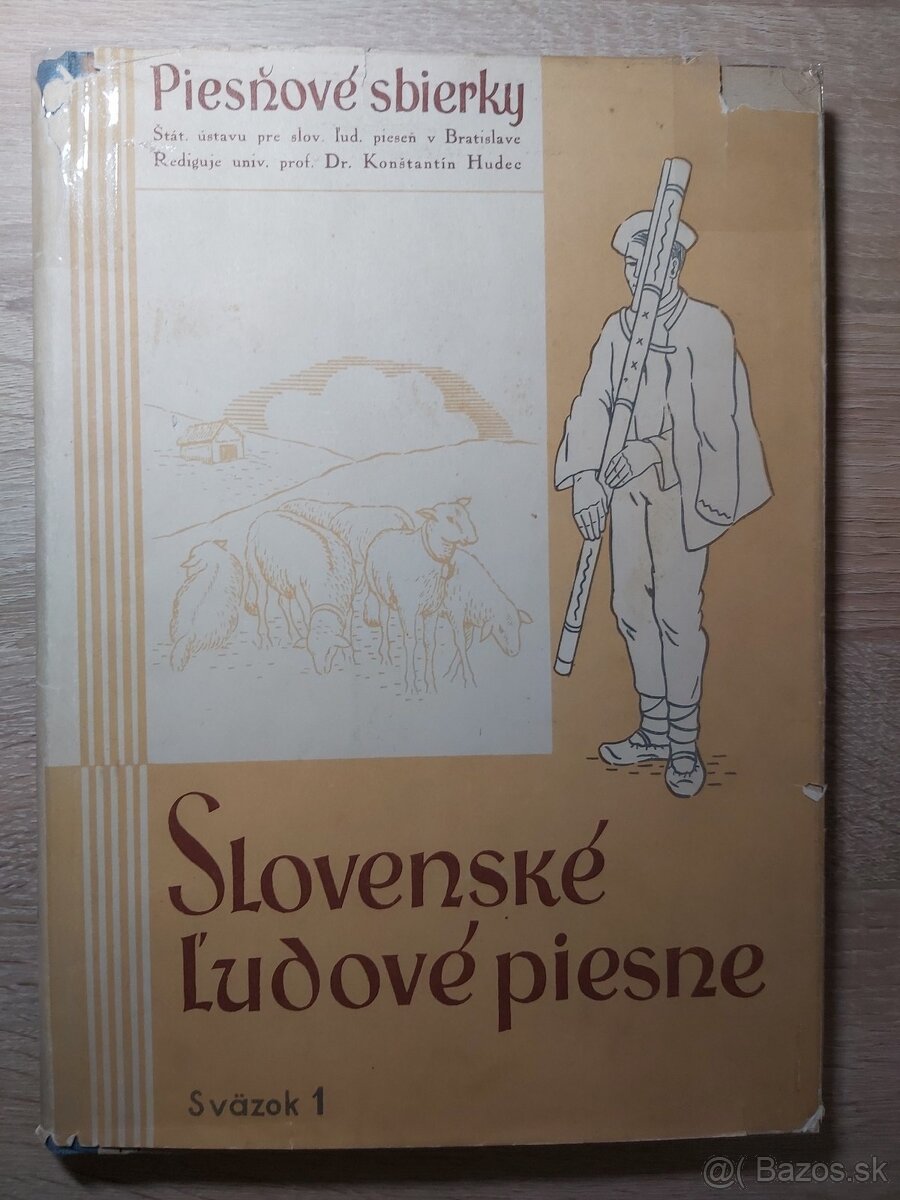 Piesňové sbierky
Štát. ústavu pre slov. ľud. pieseň v Bratislave
Rediguje univ. prof. Dr. Konštantín Hudec
Slovenské
ľudové piesne
Sväzok 1
@( Bazos.sk